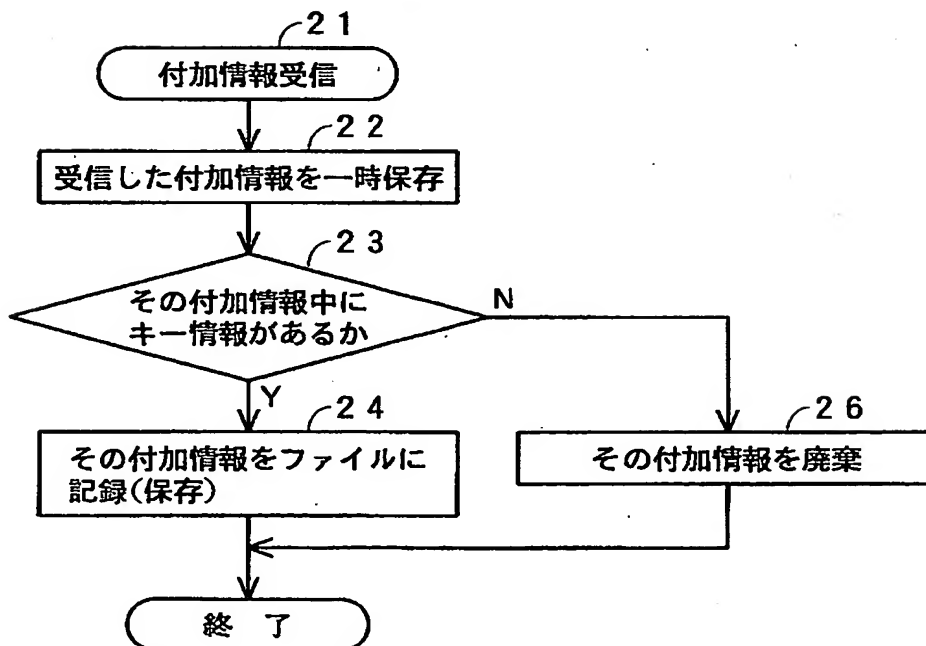 21
付加情報受信
22
受信した付加情報を一時保存
23
その付加情報中に
キー情報があるか
N
Y
24
その付加情報をファイルに
記録(保存)
26
その付加情報を廃棄
終 了